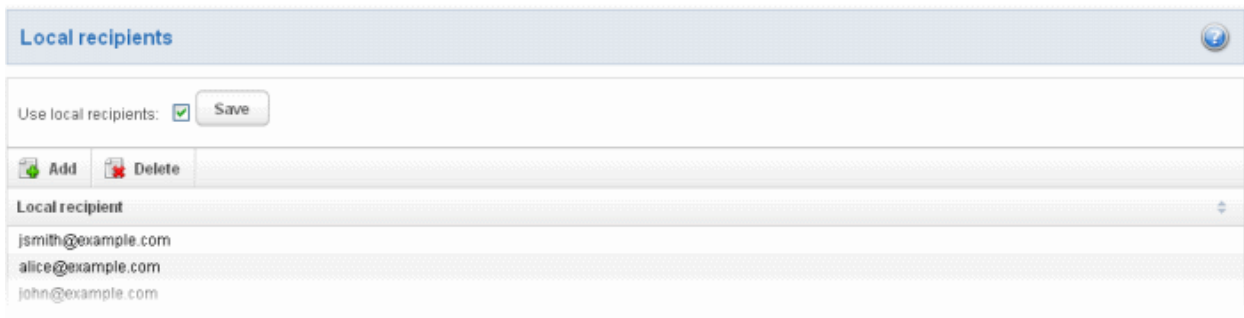 Local recipients
Use local recipients: Save
Add Delete
Local recipient
jsmith@example.com
alice@example.com
john@example.com